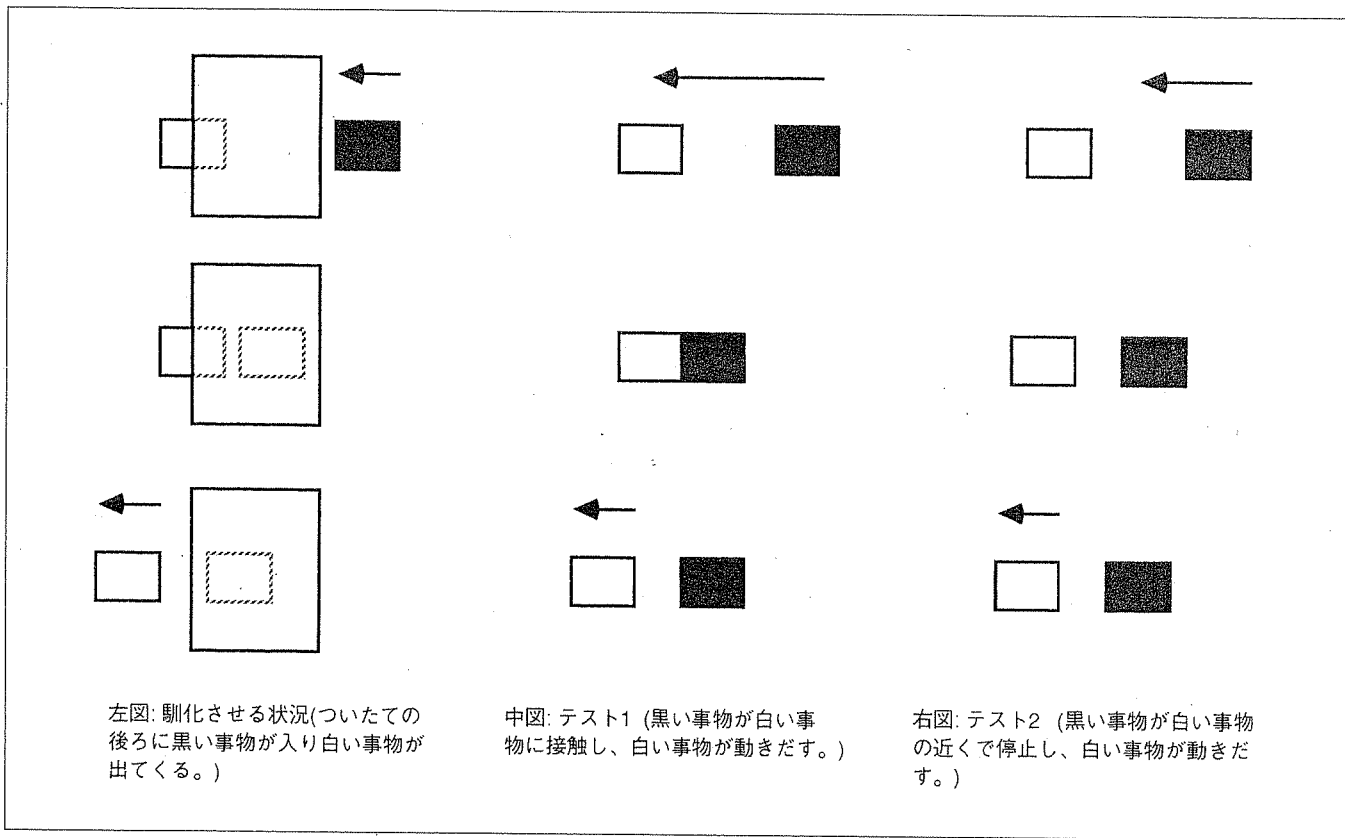 左図: 馴化させる状況(ついたての
後ろに黒い事物が入り白い事物が
出てくる。)
中図: テスト1 (黒い事物が白い事
物に接触し、白い事物が動きだす。)
右図: テスト2 (黒い事物が白い事物
の近くで停止し、白い事物が動きだ
す。)